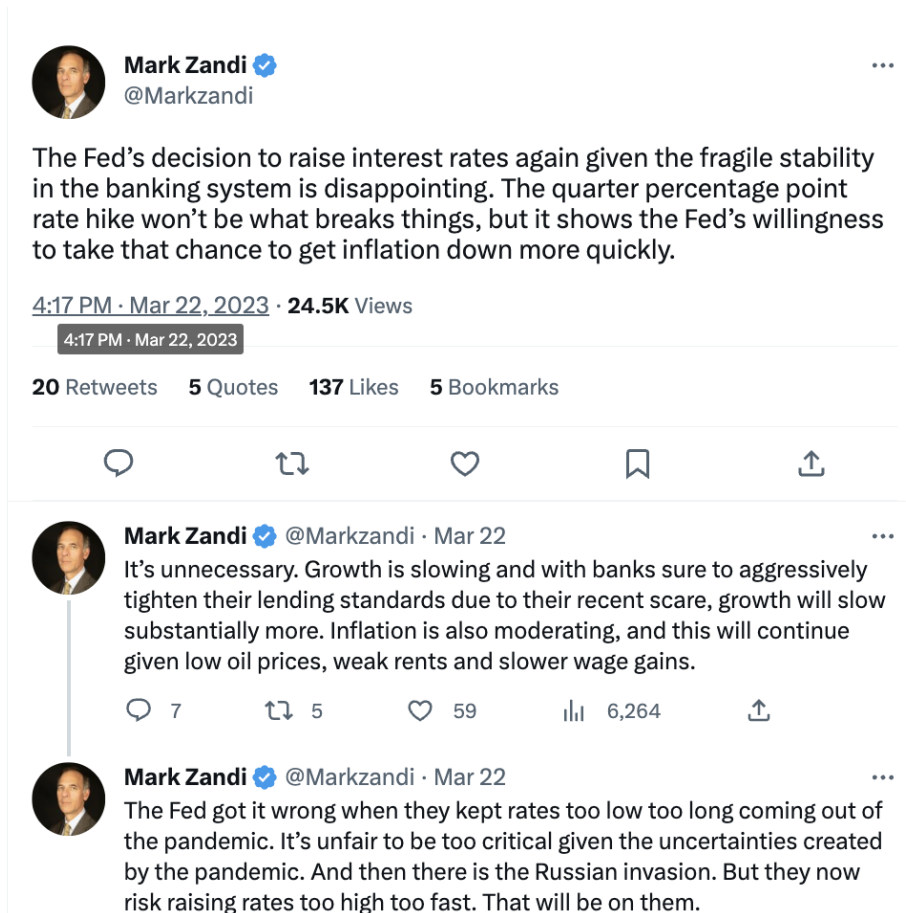 Mark Zandi
@Markzandi
The Fed’s decision to raise interest rates again given the fragile stability
in the banking system is disappointing. The quarter percentage point
rate hike won’t be what breaks things, but it shows the Fed’s willingness
to take that chance to get inflation down more quickly.
4:17 PM · Mar 22, 2023 · 24.5K Views
4:17 PM · Mar 22, 2023
20 Retweets 5 Quotes 137 Likes 5 Bookmarks
Mark Zandi @Markzandi · Mar 22
It’s unnecessary. Growth is slowing and with banks sure to aggressively
tighten their lending standards due to their recent scare, growth will slow
substantially more. Inflation is also moderating, and this will continue
given low oil prices, weak rents and slower wage gains.
7 5 59 6,264
Mark Zandi @Markzandi · Mar 22
The Fed got it wrong when they kept rates too low too long coming out of
the pandemic. It’s unfair to be too critical given the uncertainties created
by the pandemic. And then there is the Russian invasion. But they now
risk raising rates too high too fast. That will be on them.